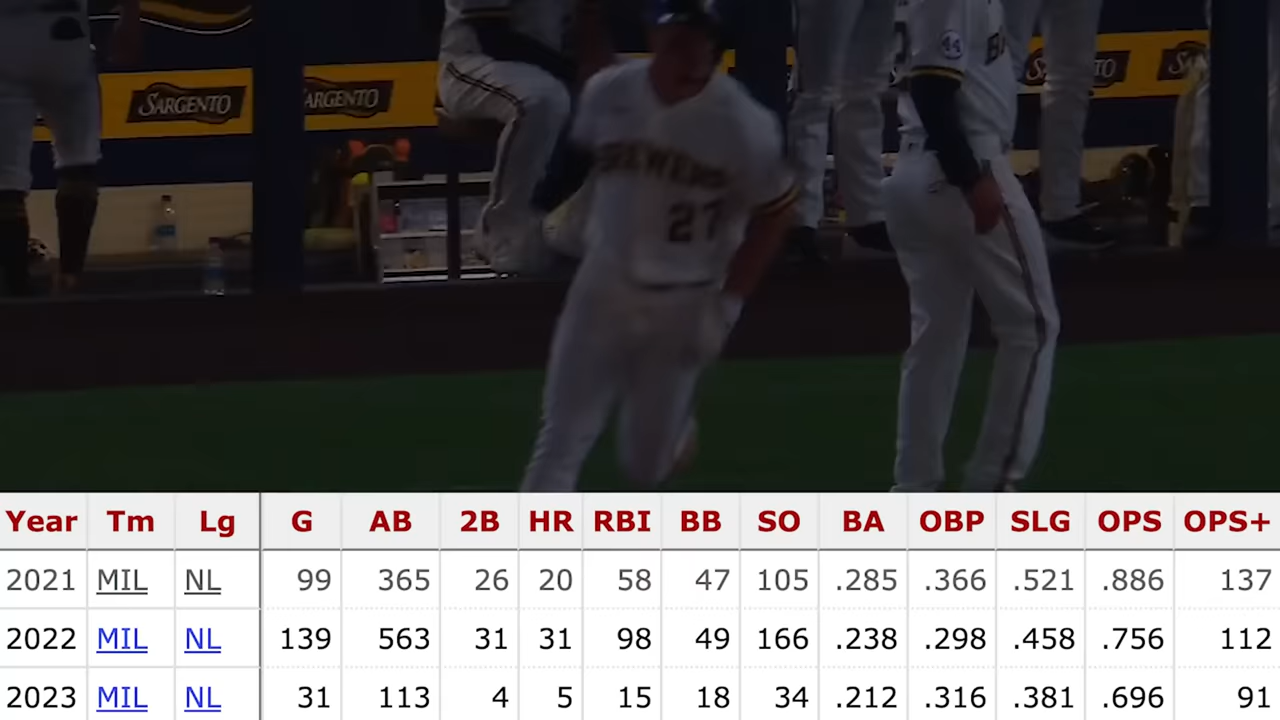 SARGENTO
ARGENTO
44
BREWERS
27
Year Tm Lg G AB 2B HR RBI BB SO BA OBP SLG OPS OPS+
2021 MIL NL 99 365 26 20 58 47 105 .285 .366 .521 .886 137
2022 MIL NL 139 563 31 31 98 49 166 .238 .298 .458 .756 112
2023 MIL NL 31 113 4 5 15 18 34 .212 .316 .381 .696 91